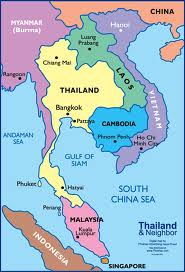 MYANMAR
(Burma)
CHINA
Hanoi
Luang
Prabang
Chiang Mai
LAOS
VIETNAM
Rangoon
THAILAND
Bangkok
CAMBODIA
Pattaya
Phnom Penh
Ho Chi
Minh City
ANDAMAN
SEA
GULF OF
SIAM
Phuket
Hatyai
SOUTH
CHINA SEA
Penang
MALAYSIA
Kuala
Lumpur
Thailand
& Neighbor
INDONESIA
SINGAPORE